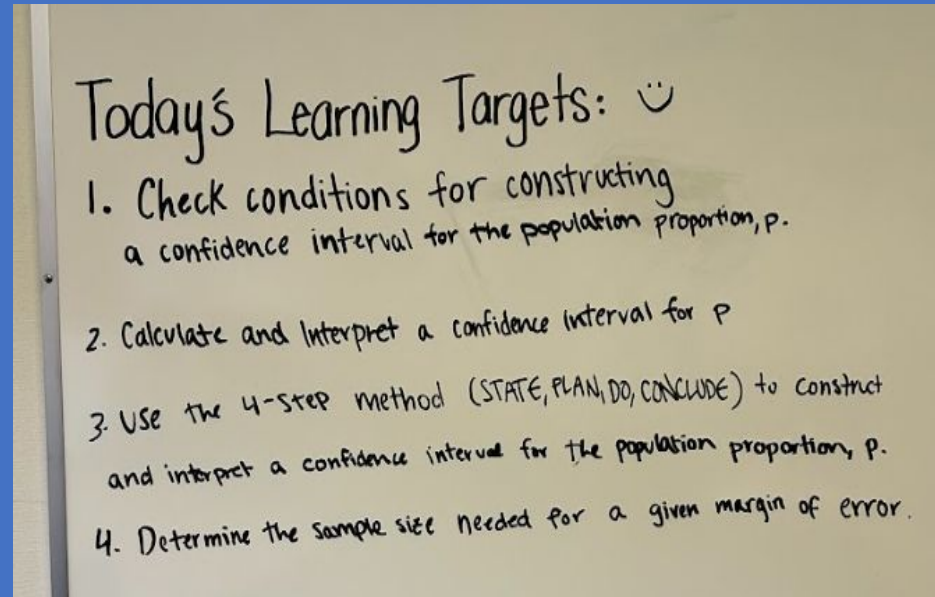 Today's Learning Targets: ☺
1. Check conditions for constructing
a confidence interval for the population proportion, p.
2. Calculate and Interpret a confidence interval for p
3. Use the 4-step method (STATE, PLAN, DO, CONCLUDE) to construct
and interpret a confidence interval for the population proportion, p.
4. Determine the sample size needed for a given margin of error.